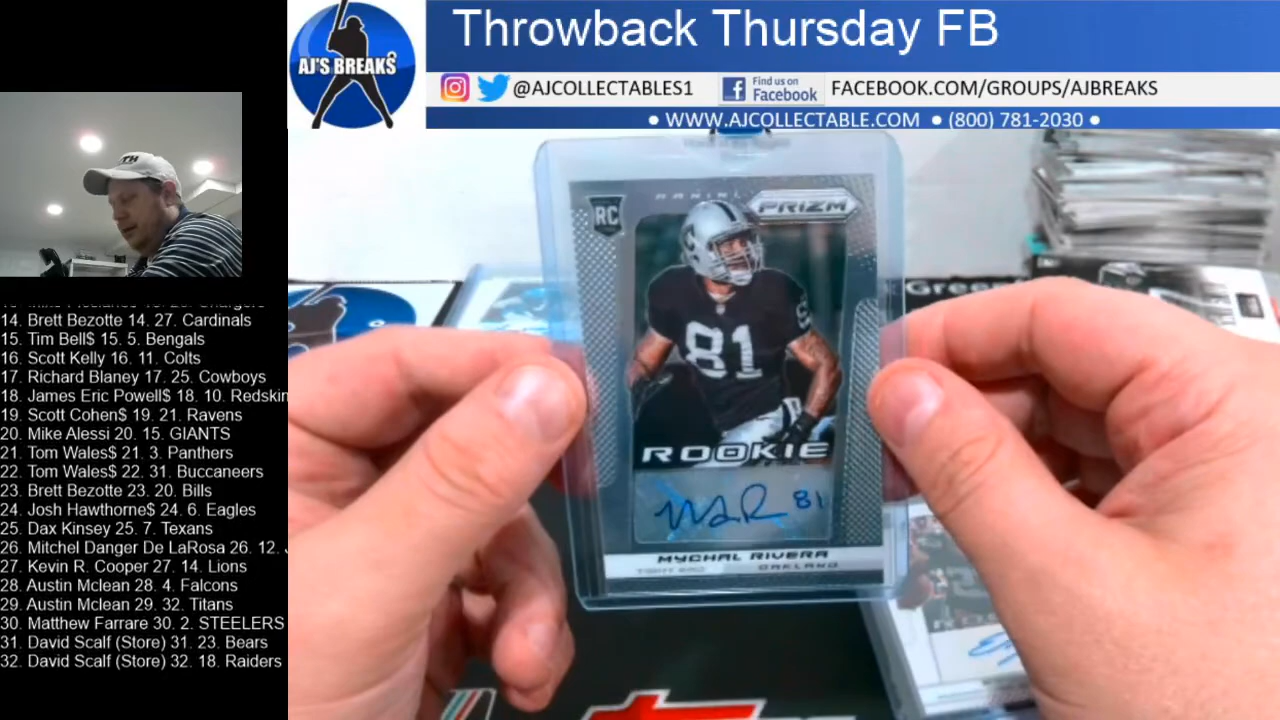 Throwback Thursday FB
AJ'S BREAKS
@AJCOLLECTABLES1
Find us on
Facebook
FACEBOOK.COM/GROUPS/AJBREAKS
• WWW.AJCOLLECTABLE.COM • (800) 781-2030 •
PANINI
PRIZM
RC
81
ROOKIE
81
MYCHAL RIVERA
TIGHT END
OAKLAND
14. Brett Bezotte 14. 27. Cardinals
15. Tim Bell$ 15. 5. Bengals
16. Scott Kelly 16. 11. Colts
17. Richard Blaney 17. 25. Cowboys
18. James Eric Powell$ 18. 10. Redskin
19. Scott Cohen$ 19. 21. Ravens
20. Mike Alessi 20. 15. GIANTS
21. Tom Wales$ 21. 3. Panthers
22. Tom Wales$ 22. 31. Buccaneers
23. Brett Bezotte 23. 20. Bills
24. Josh Hawthorne$ 24. 6. Eagles
25. Dax Kinsey 25. 7. Texans
26. Mitchel Danger De LaRosa 26. 12.
27. Kevin R. Cooper 27. 14. Lions
28. Austin Mclean 28. 4. Falcons
29. Austin Mclean 29. 32. Titans
30. Matthew Farrare 30. 2. STEELERS
31. David Scalf (Store) 31. 23. Bears
32. David Scalf (Store) 32. 18. Raiders